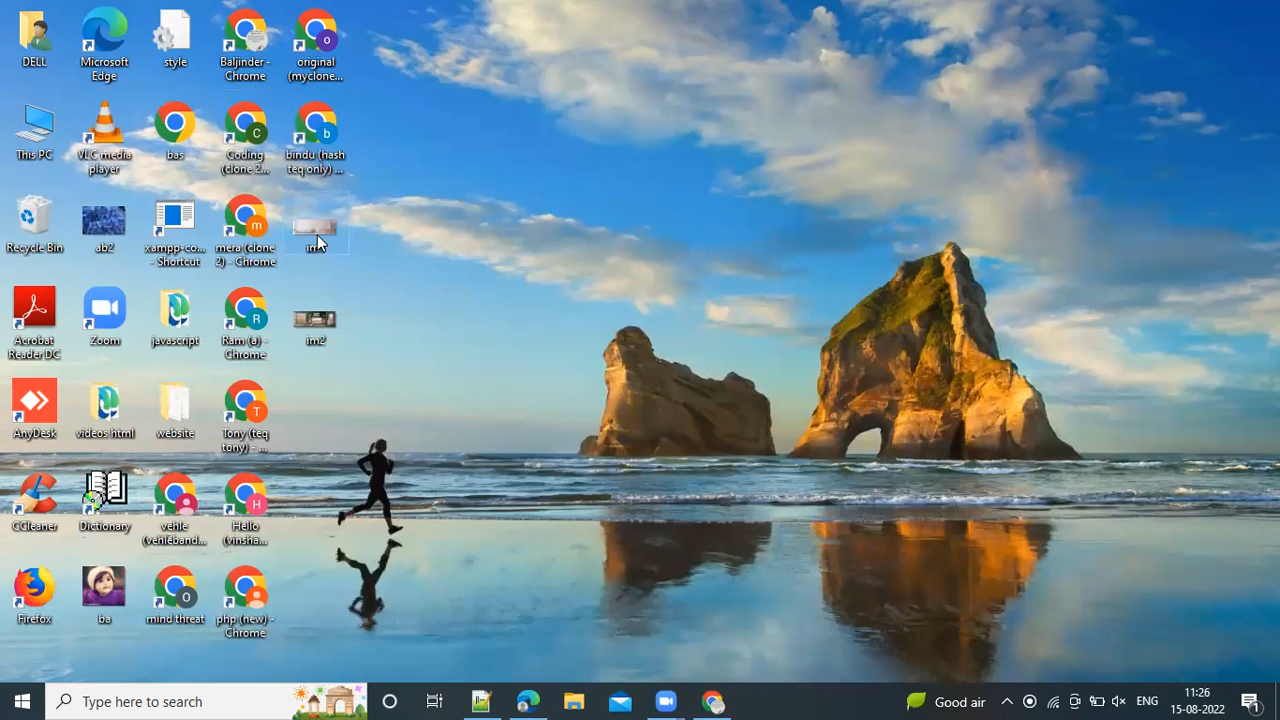 DELL
Microsoft
Edge
style
Baljinder -
Chrome
original
(myclone...
This PC
VLC media
player
bas
Coding
(clone 2...
bindu (hash
teq only) ...
Recycle Bin
ab2
xampp-co...
- Shortcut
mera (clone
2) - Chrome
Acrobat
Reader DC
Zoom
javascript
Ram (a) -
Chrome
im2
AnyDesk
videos html
website
Tony (teq
tony) - ...
CCleaner
Dictionary
vehle
(vehleband...
Hello
(vinsha...
Firefox
ba
mind threat
php (new) -
Chrome
Type here to search
Good air
ENG
11:26
15-08-2022